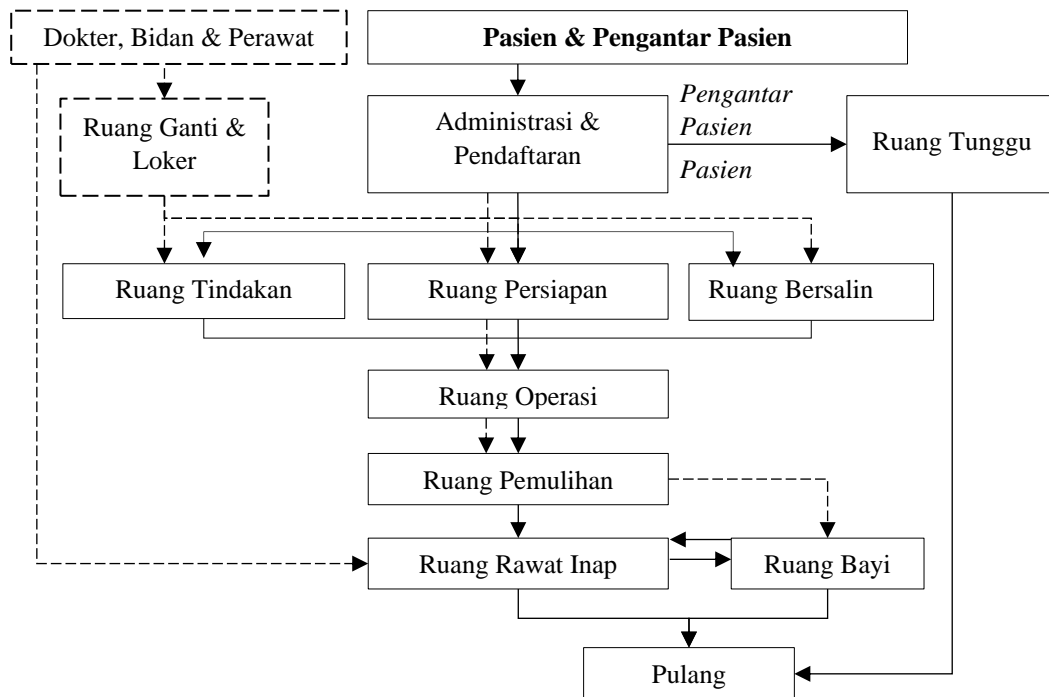 Dokter, Bidan & Perawat
Pasien & Pengantar Pasien
Ruang Ganti &
Loker
Administrasi &
Pendaftaran
Pengantar
Pasien
Pasien
Ruang Tunggu
Ruang Tindakan
Ruang Persiapan
Ruang Bersalin
Ruang Operasi
Ruang Pemulihan
Ruang Rawat Inap
Ruang Bayi
Pulang